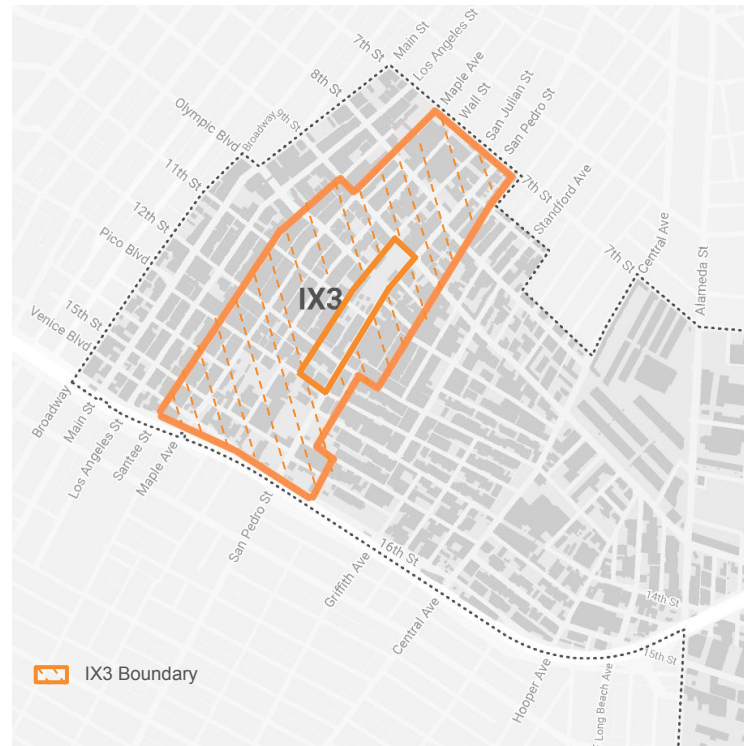 7th St
Main St
Los Angeles St
Maple Ave
Wall St
San Julian St
San Pedro St
8th St
Broadway
9th St
Olympic Blvd
11th St
12th St
Pico Blvd
15th St
Venice Blvd
7th St
Standford Ave
7th St
Central Ave
Alameda St
IX3
Broadway
Main St
Los Angeles St
Santee St
Maple Ave
San Pedro St
16th St
Griffith Ave
Central Ave
14th St
15th St
Hooper Ave
Long Beach Ave
IX3 Boundary